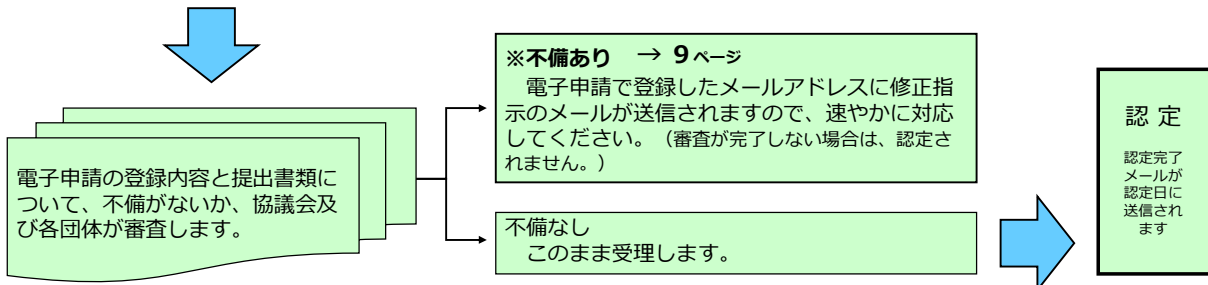 電子申請の登録内容と提出書類に
ついて、不備がないか、協議会及
び各団体が審査します。
※不備あり　→ 9ページ
　電子申請で登録したメールアドレスに修正指
示のメールが送信されますので、速やかに対応
してください。（審査が完了しない場合は、認定さ
れません。）
不備なし
　このまま受理します。
認 定
認定完了
メールが
認定日に
送信され
ます